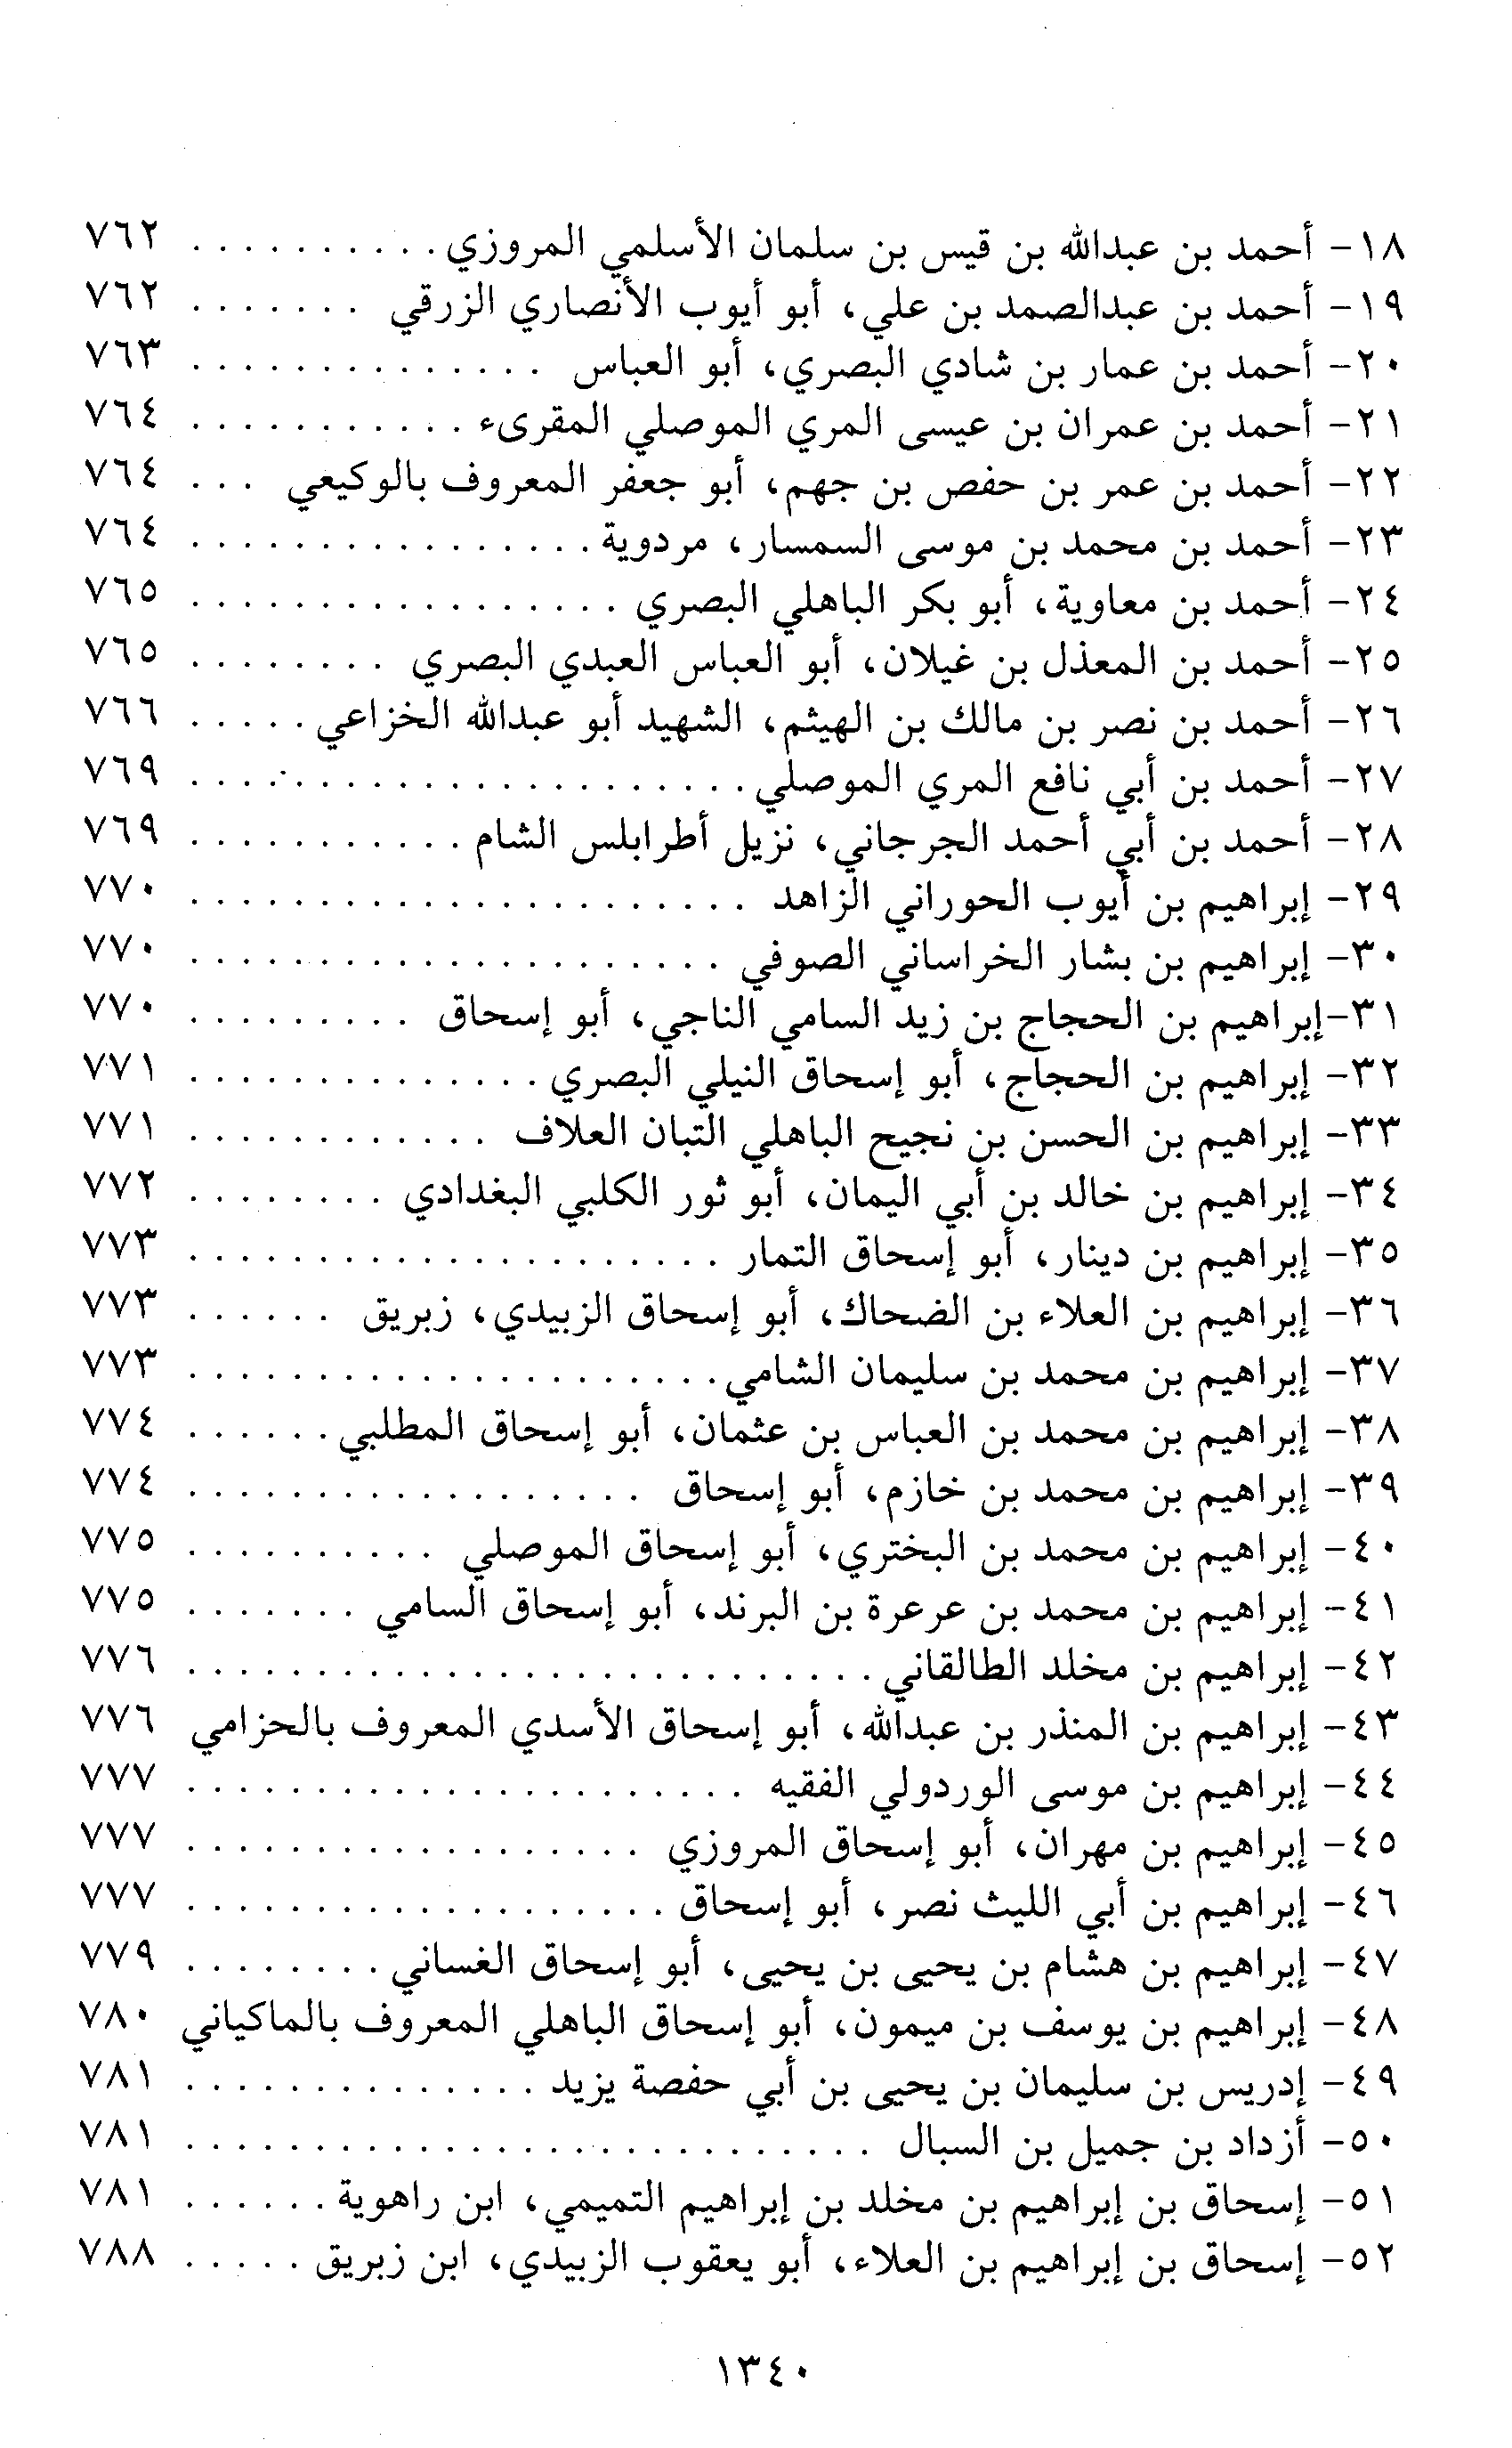 ١٨- أحمد بن عبدالله بن قيس بن سلمان الأسلمي المروزي . . . . . . . . . . ٧٦٢
١٩- أحمد بن عبدالصمد بن علي، أبو أيوب الأنصاري الزرقي . . . . . . . ٧٦٢
٢٠- أحمد بن عمار بن شادي البصري، أبو العباس . . . . . . . . . . . . . . ٧٦٣
٢١- أحمد بن عمران بن عيسى المري الموصلي المقرىء . . . . . . . . . . . ٧٦٤
٢٢- أحمد بن عمر بن حفص بن جهم، أبو جعفر المعروف بالوكيعي . . . ٧٦٤
٢٣- أحمد بن محمد بن موسى السمسار، مردوية . . . . . . . . . . . . . . . . ٧٦٤
٢٤- أحمد بن معاوية، أبو بكر الباهلي البصري . . . . . . . . . . . . . . . . . ٧٦٥
٢٥- أحمد بن المعذل بن غيلان، أبو العباس العبدي البصري . . . . . . . . ٧٦٥
٢٦- أحمد بن نصر بن مالك بن الهيثم، الشهيد أبو عبدالله الخزاعي . . . . . ٧٦٦
٢٧- أحمد بن أبي نافع المري الموصلي . . . . . . . . . . . . . . . . . . . . . . ٧٦٩
٢٨- أحمد بن أبي أحمد الجرجاني، نزيل أطرابلس الشام . . . . . . . . . . . ٧٦٩
٢٩- إبراهيم بن أيوب الحوراني الزاهد . . . . . . . . . . . . . . . . . . . . . . ٧٧٠
٣٠- إبراهيم بن بشار الخراساني الصوفي . . . . . . . . . . . . . . . . . . . . . ٧٧٠
٣١-إبراهيم بن الحجاج بن زيد السامي الناجي، أبو إسحاق . . . . . . . . . ٧٧٠
٣٢- إبراهيم بن الحجاج، أبو إسحاق النيلي البصري . . . . . . . . . . . . . . ٧٧١
٣٣- إبراهيم بن الحسن بن نجيح الباهلي التبان العلاف . . . . . . . . . . . . ٧٧١
٣٤- إبراهيم بن خالد بن أبي اليمان، أبو ثور الكلبي البغدادي . . . . . . . . ٧٧٢
٣٥- إبراهيم بن دينار، أبو إسحاق التمار . . . . . . . . . . . . . . . . . . . . . ٧٧٣
٣٦- إبراهيم بن العلاء بن الضحاك، أبو إسحاق الزبيدي، زبريق . . . . . . ٧٧٣
٣٧- إبراهيم بن محمد بن سليمان الشامي . . . . . . . . . . . . . . . . . . . . . ٧٧٣
٣٨- إبراهيم بن محمد بن العباس بن عثمان، أبو إسحاق المطلبي . . . . . . ٧٧٤
٣٩- إبراهيم بن محمد بن خازم، أبو إسحاق . . . . . . . . . . . . . . . . . . ٧٧٤
٤٠- إبراهيم بن محمد بن البختري، أبو إسحاق الموصلي . . . . . . . . . . ٧٧٥
٤١- إبراهيم بن محمد بن عرعرة بن البرند، أبو إسحاق السامي . . . . . . . ٧٧٥
٤٢- إبراهيم بن مخلد الطالقاني . . . . . . . . . . . . . . . . . . . . . . . . . . . ٧٧٦
٤٣- إبراهيم بن المنذر بن عبدالله، أبو إسحاق الأسدي المعروف بالحزامي ٧٧٦
٤٤- إبراهيم بن موسى الوردولي الفقيه . . . . . . . . . . . . . . . . . . . . . . ٧٧٧
٤٥- إبراهيم بن مهران، أبو إسحاق المروزي . . . . . . . . . . . . . . . . . . ٧٧٧
٤٦- إبراهيم بن أبي الليث نصر، أبو إسحاق . . . . . . . . . . . . . . . . . . . ٧٧٧
٤٧- إبراهيم بن هشام بن يحيى بن يحيى، أبو إسحاق الغساني . . . . . . . . ٧٧٩
٤٨- إبراهيم بن يوسف بن ميمون، أبو إسحاق الباهلي المعروف بالماكياني ٧٨٠
٤٩- إدريس بن سليمان بن يحيى بن أبي حفصة يزيد . . . . . . . . . . . . . . ٧٨١
٥٠- أزداد بن جميل بن السبال . . . . . . . . . . . . . . . . . . . . . . . . . . . ٧٨١
٥١- إسحاق بن إبراهيم بن مخلد بن إبراهيم التميمي، ابن راهوية . . . . . . ٧٨١
٥٢- إسحاق بن إبراهيم بن العلاء، أبو يعقوب الزبيدي، ابن زبريق . . . . . ٧٨٨
١٣٤٠